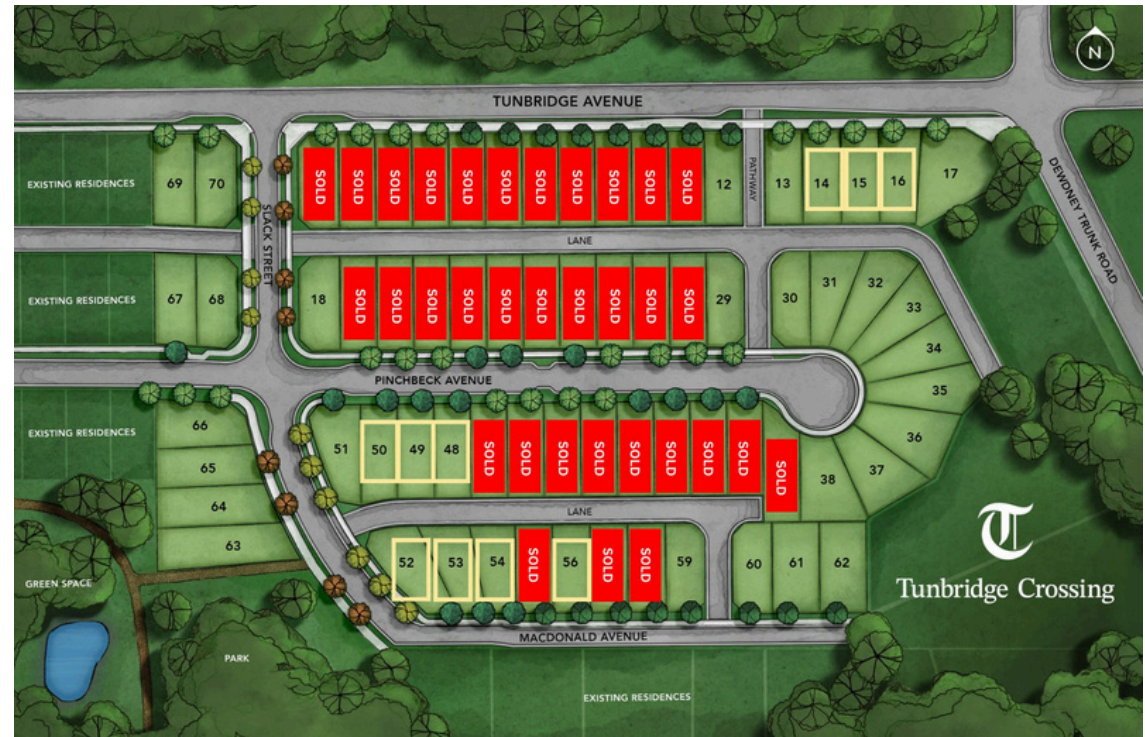 N
TUNBRIDGE AVENUE
EXISTING RESIDENCES
69
70
SLACK STREET
SOLD
SOLD
SOLD
SOLD
SOLD
SOLD
SOLD
SOLD
SOLD
SOLD
SOLD
12
PATHWAY
13
14
15
16
17
DEWDNEY TRUNK ROAD
LANE
EXISTING RESIDENCES
67
68
18
SOLD
SOLD
SOLD
SOLD
SOLD
SOLD
SOLD
SOLD
SOLD
SOLD
29
30
31
32
33
34
35
36
37
38
PINCHBECK AVENUE
EXISTING RESIDENCES
66
65
64
63
51
50
49
48
SOLD
SOLD
SOLD
SOLD
SOLD
SOLD
SOLD
SOLD
SOLD
LANE
52
53
54
SOLD
56
SOLD
SOLD
59
60
61
62
T
Tunbridge Crossing
GREEN SPACE
MACDONALD AVENUE
PARK
EXISTING RESIDENCES